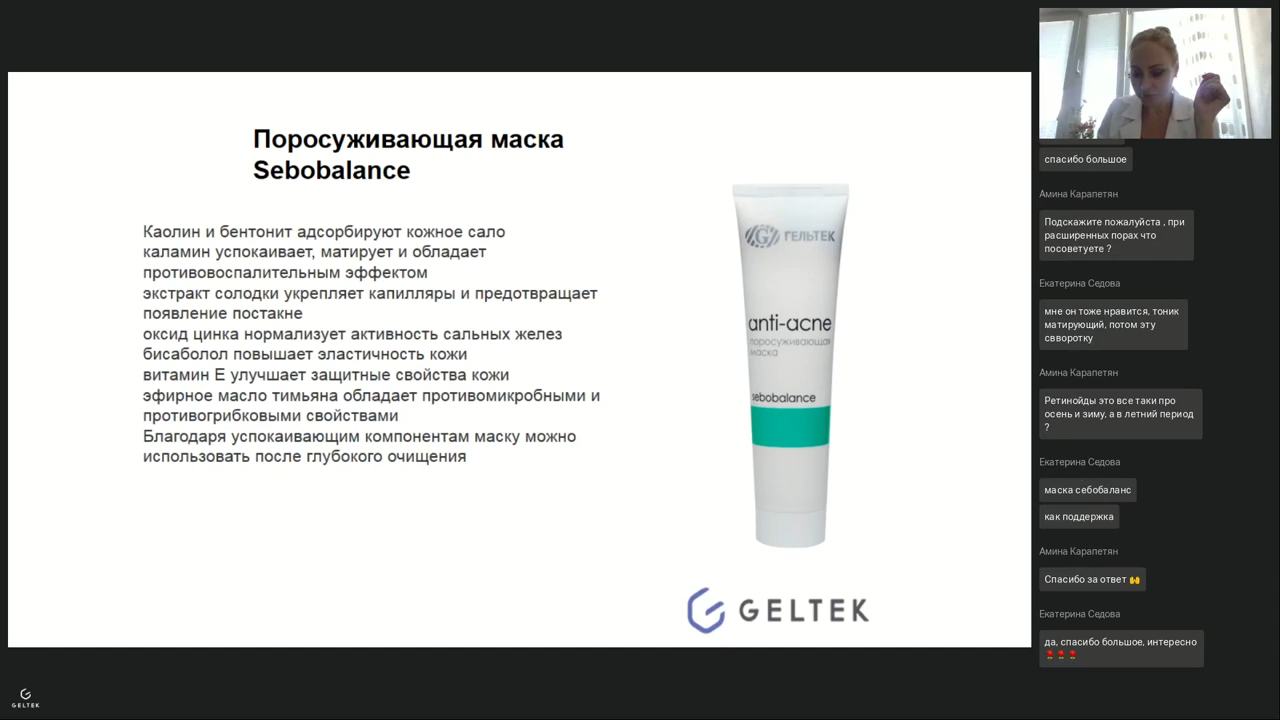 Поросуживающая маска
Sebobalance
Каолин и бентонит адсорбируют кожное сало
каламин успокаивает, матирует и обладает
противовоспалительным эффектом
экстракт солодки укрепляет капилляры и предотвращает
появление постакне
оксид цинка нормализует активность сальных желез
бисаболол повышает эластичность кожи
витамин Е улучшает защитные свойства кожи
эфирное масло тимьяна обладает противомикробными и
противогрибковыми свойствами
Благодаря успокаивающим компонентам маску можно
использовать после глубокого очищения
ГЕЛЬТЕК
anti-acne
поросуживающая
маска
sebobalance
GELTEK
GELTEK
спасибо большое
Амина Карапетян
Подскажите пожалуйста , при
расширенных порах что
посоветуете ?
Екатерина Седова
мне он тоже нравится, тоник
матирующий, потом эту
свворотку
Амина Карапетян
Ретинойды это все таки про
осень и зиму, а в летний период
?
Екатерина Седова
маска себобаланс
как поддержка
Амина Карапетян
Спасибо за ответ 🙌
Екатерина Седова
да, спасибо большое, интересно
🌹🌹🌹